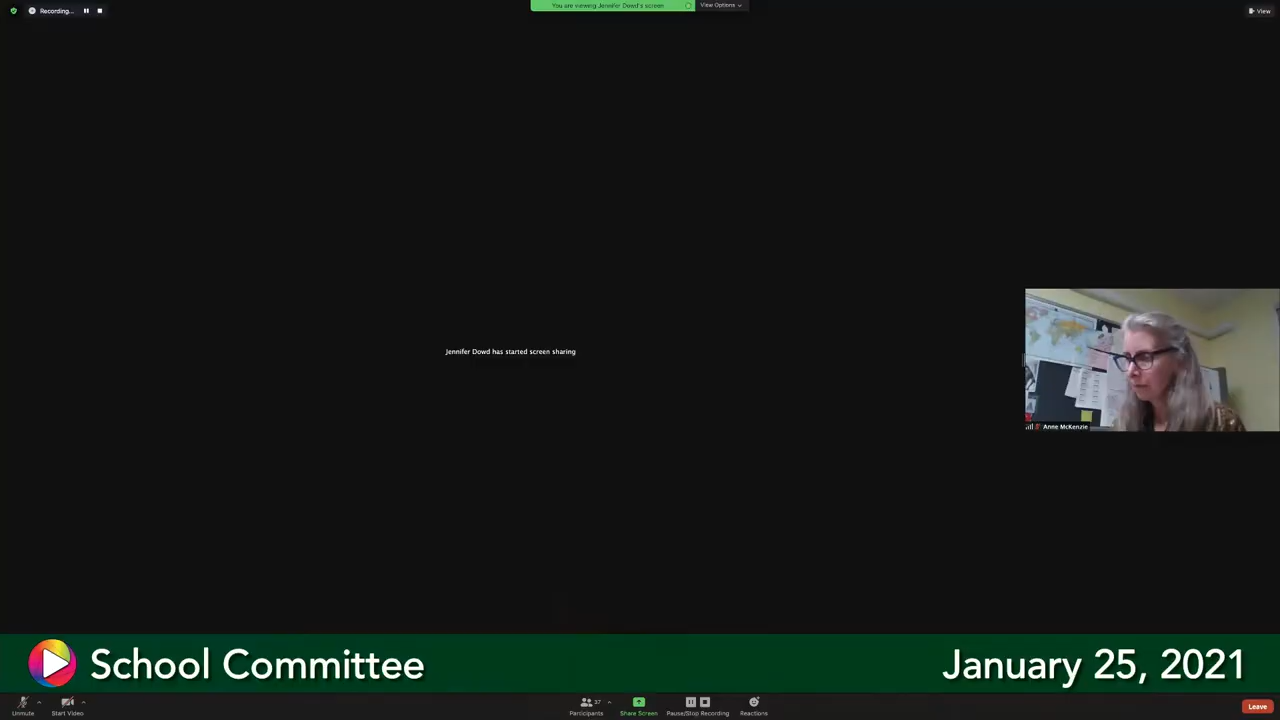 Recording...
You are viewing Jennifer Dowd's screen
View Options
View
Jennifer Dowd has started screen sharing
Anne McKenzie
School Committee
January 25, 2021
Unmute
Start Video
37
Participants
Share Screen
Pause/Stop Recording
Reactions
Leave